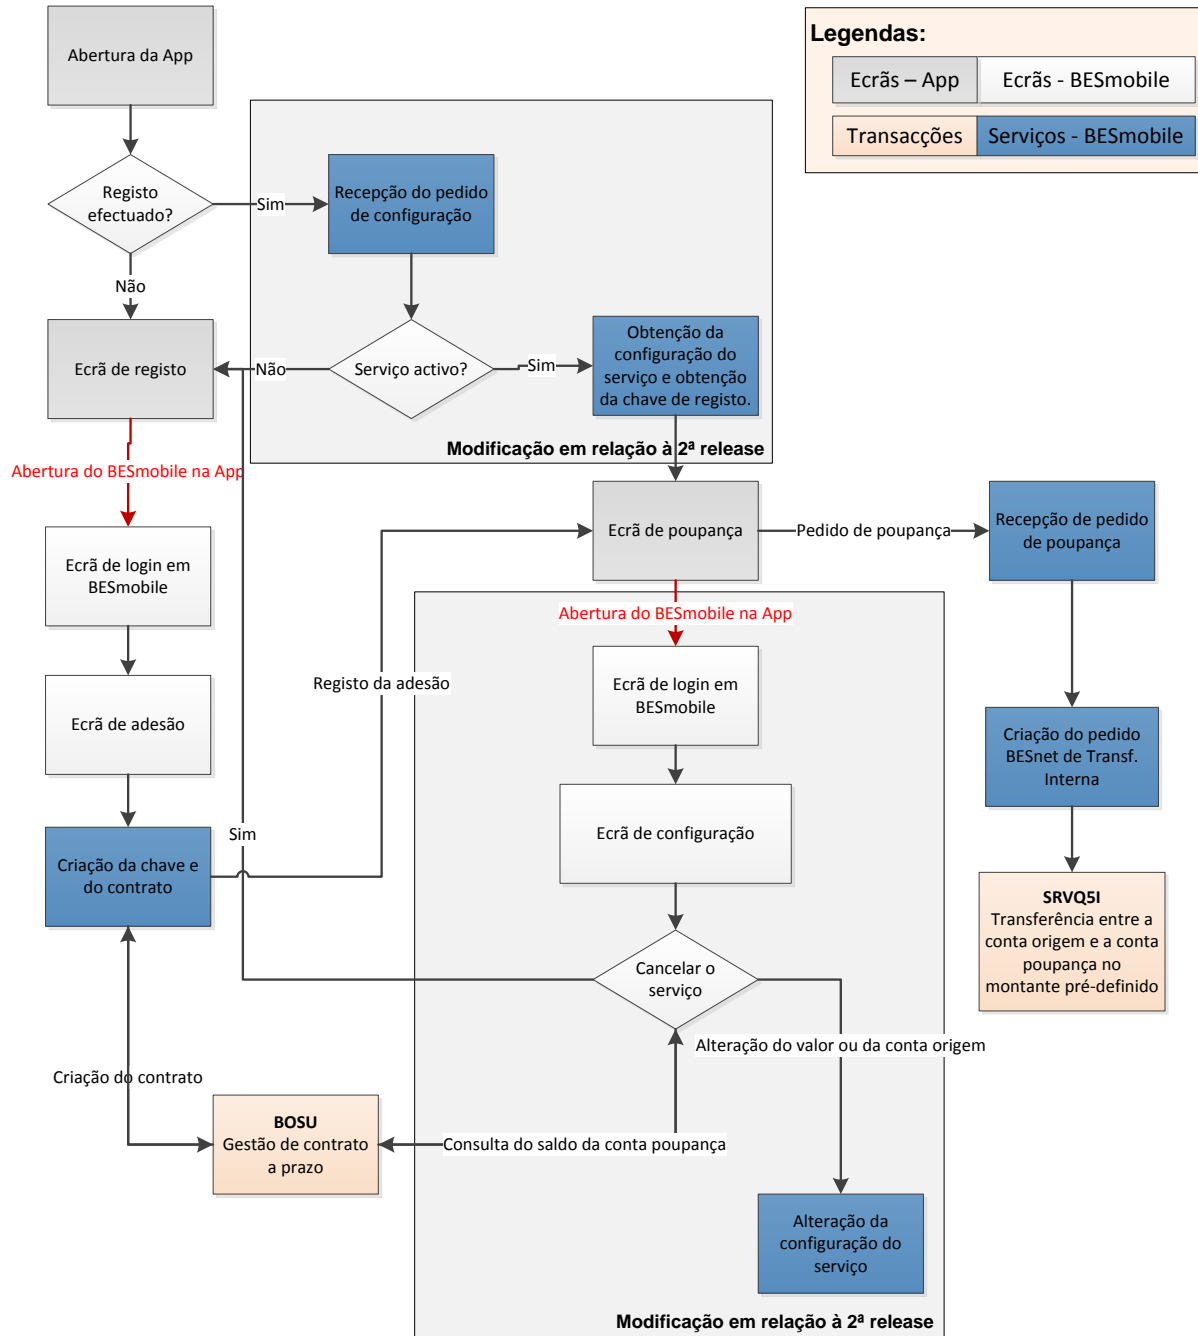 Abertura da App
Legendas:
Ecrãs – App
Ecrãs - BESmobile
Transacções
Serviços - BESmobile
Registo
efectuado?
Sim
Recepção do pedido
de configuração
Não
Ecrã de registo
Não
Serviço activo?
Sim
Obtenção da
configuração do
serviço e obtenção
da chave de registo.
Modificação em relação à 2ª release
Abertura do BESmobile na App
Ecrã de poupança
Pedido de poupança
Recepção de pedido
de poupança
Ecrã de login em
BESmobile
Abertura do BESmobile na App
Registo da adesão
Ecrã de login em
BESmobile
Ecrã de adesão
Criação do pedido
BESnet de Transf.
Interna
Ecrã de configuração
Sim
Criação da chave e
do contrato
SRVQ5I
Transferência entre a
conta origem e a conta
poupança no
montante pré-definido
Cancelar o
serviço
Alteração do valor ou da conta origem
Criação do contrato
BOSU
Gestão de contrato
a prazo
Consulta do saldo da conta poupança
Alteração da
configuração do
serviço
Modificação em relação à 2ª release